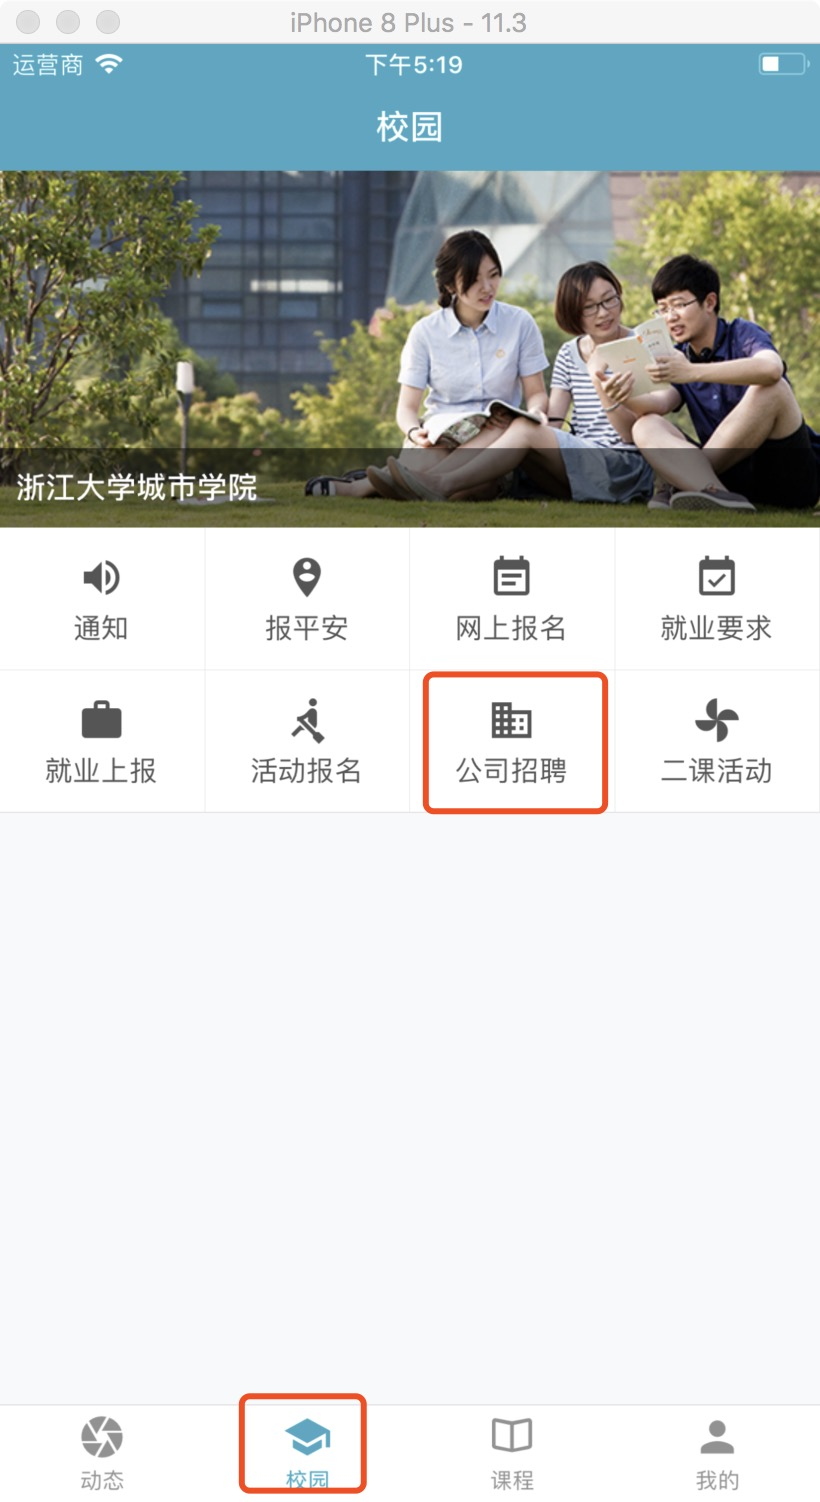 iPhone 8 Plus - 11.3
运营商 下午5:19
校园
浙江大学城市学院
通知 报平安 网上报名 就业要求
就业上报 活动报名 公司招聘 二课活动
动态 校园 课程 我的